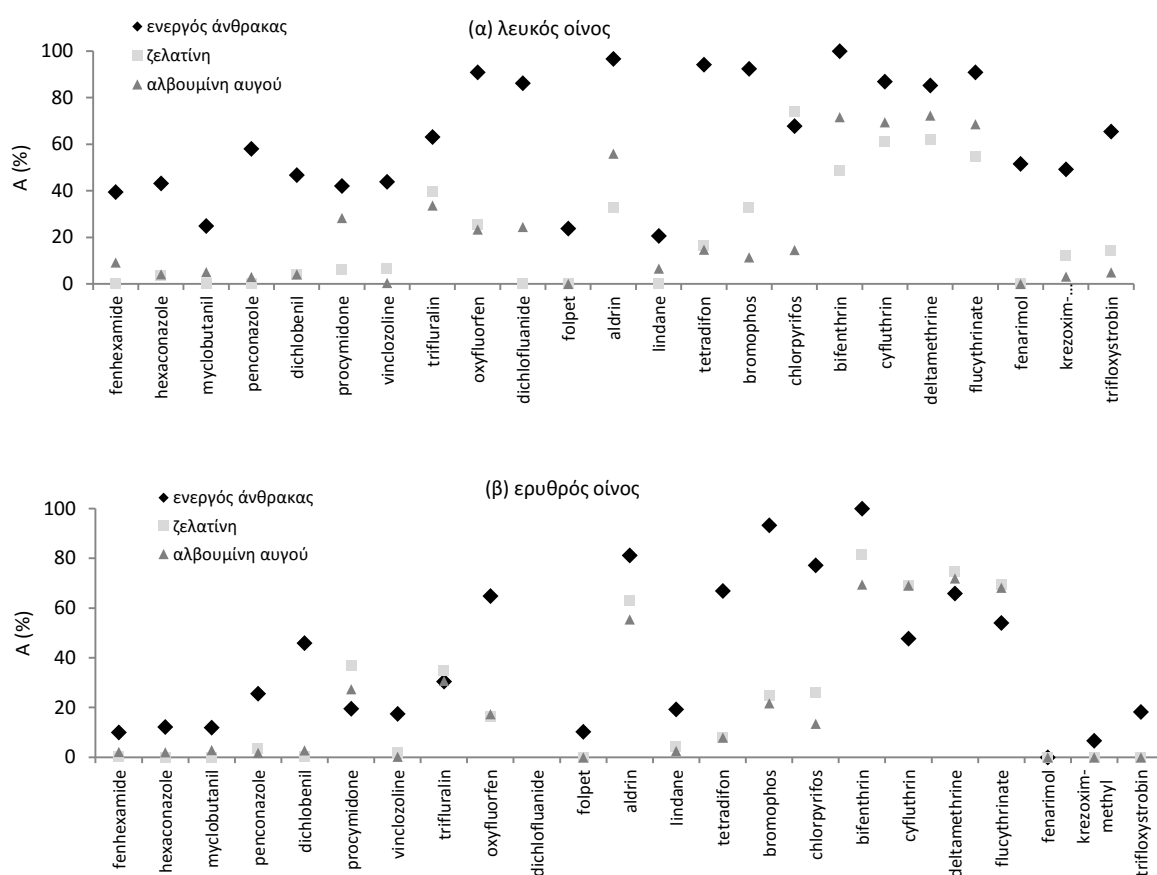 (α) λευκός οίνος
ενεργός άνθρακας
ζελατίνη
αλβουμίνη αυγού
A (%)
100
80
60
40
20
0
fenhexamide
hexaconazole
myclobutanil
penconazole
dichlobenil
procymidone
vinclozoline
trifluralin
oxyfluorfen
dichlofluanide
folpet
aldrin
lindane
tetradifon
bromophos
chlorpyrifos
bifenthrin
cyfluthrin
deltamethrine
flucythrinate
fenarimol
krezoxim-...
trifloxystrobin
(β) ερυθρός οίνος
ενεργός άνθρακας
ζελατίνη
αλβουμίνη αυγού
A (%)
100
80
60
40
20
0
fenhexamide
hexaconazole
myclobutanil
penconazole
dichlobenil
procymidone
vinclozoline
trifluralin
oxyfluorfen
dichlofluanide
folpet
aldrin
lindane
tetradifon
bromophos
chlorpyrifos
bifenthrin
cyfluthrin
deltamethrine
flucythrinate
fenarimol
krezoxim-
methyl
trifloxystrobin